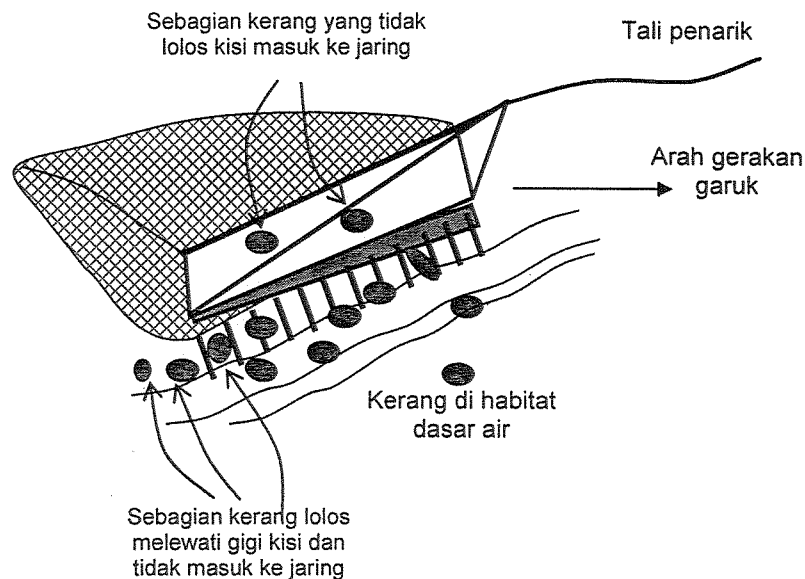 Sebagian kerang yang tidak
lolos kisi masuk ke jaring
Tali penarik
Arah gerakan
garuk
Kerang di habitat
dasar air
Sebagian kerang lolos
melewati gigi kisi dan
tidak masuk ke jaring